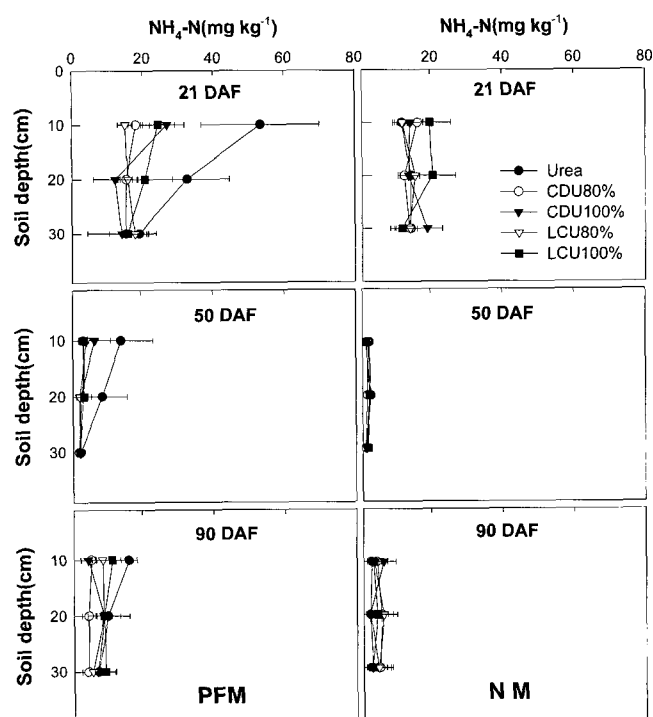 NH4-N(mg kg-1) NH4-N(mg kg-1)
0 20 40 60 80 20 40 60 80
0
21 DAF 21 DAF
10
20
30
Soil depth(cm)
Urea
CDU80%
CDU100%
LCU80%
LCU100%
50 DAF 50 DAF
10
20
30
Soil depth(cm)
90 DAF 90 DAF
10
20
30
Soil depth(cm)
PFM N M